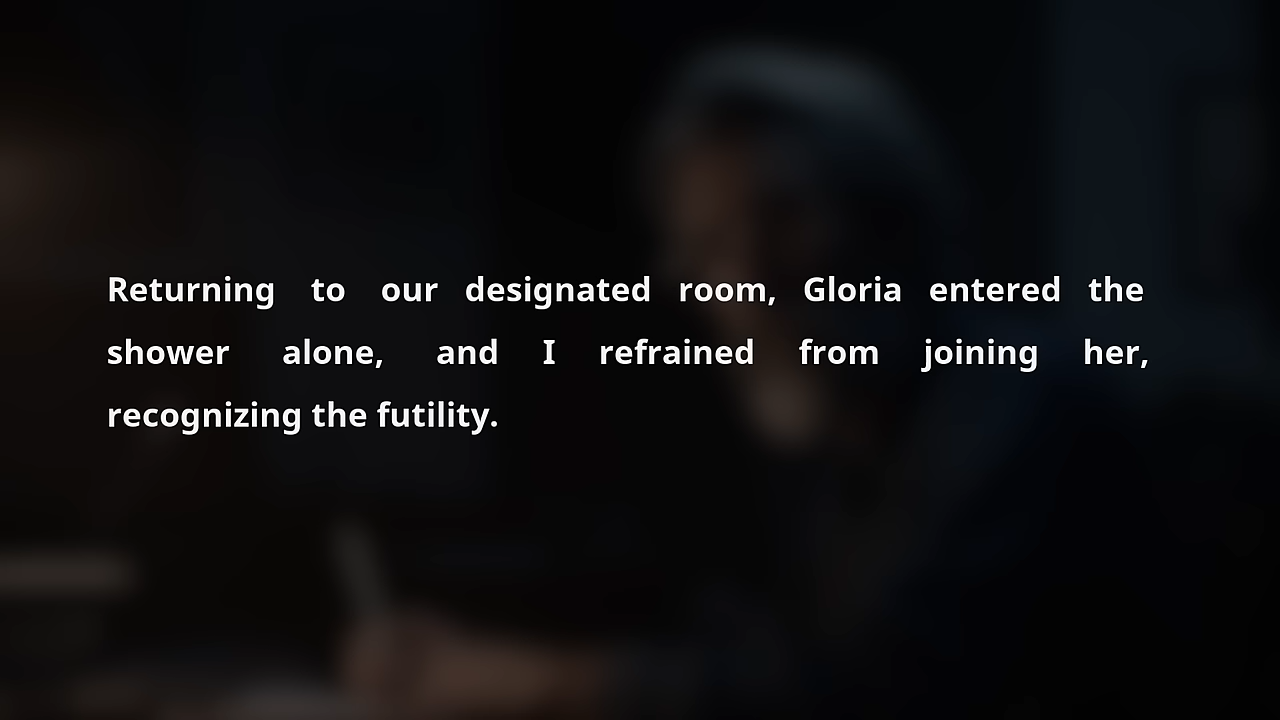 Returning to our designated room, Gloria entered the
shower alone, and I refrained from joining her,
recognizing the futility.